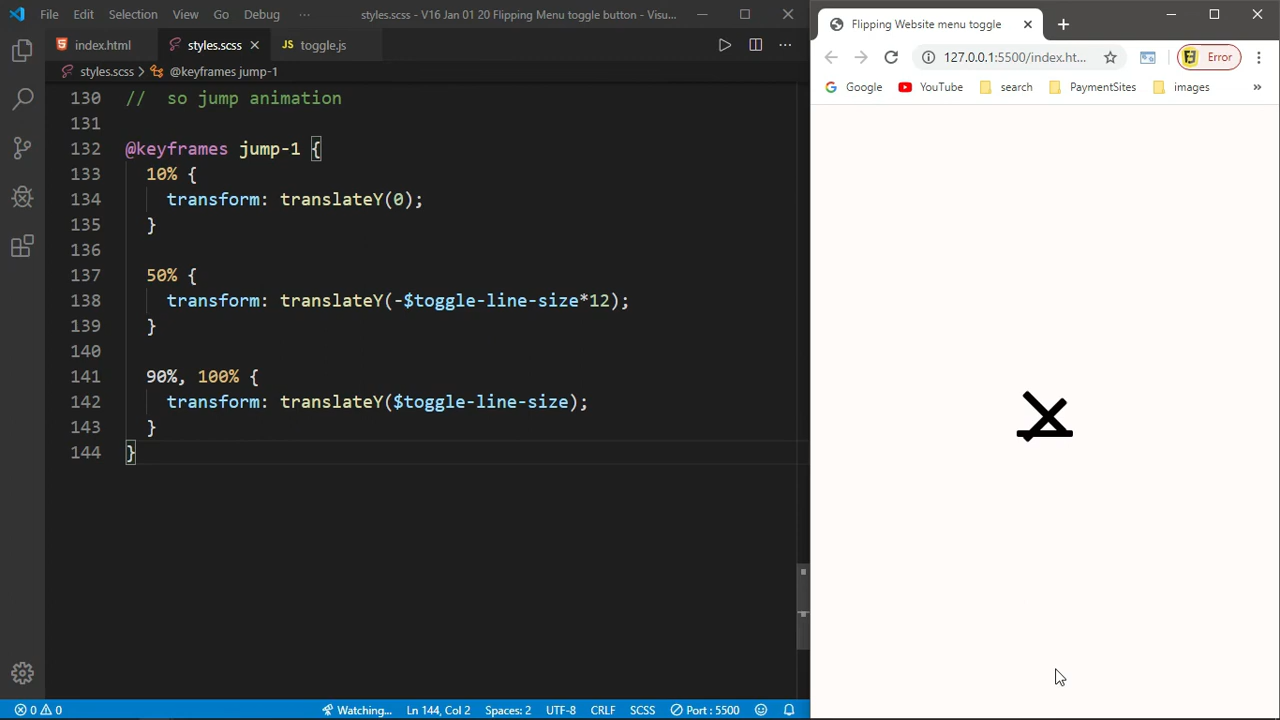 File Edit Selection View Go Debug ··· styles.scss - V16 Jan 01 20 Flipping Menu toggle button - Visu...
index.html styles.scss toggle.js
styles.scss > @keyframes jump-1
130 //  so jump animation
131
132 @keyframes jump-1 {
133 10% {
134 transform: translateY(0);
135 }
136
137 50% {
138 transform: translateY(-$toggle-line-size*12);
139 }
140
141 90%, 100% {
142 transform: translateY($toggle-line-size);
143 }
144 }
0 0 Watching... Ln 144, Col 2 Spaces: 2 UTF-8 CRLF SCSS Port : 5500
Flipping Website menu toggle
127.0.0.1:5500/index.ht... Error
Google YouTube search PaymentSites images »